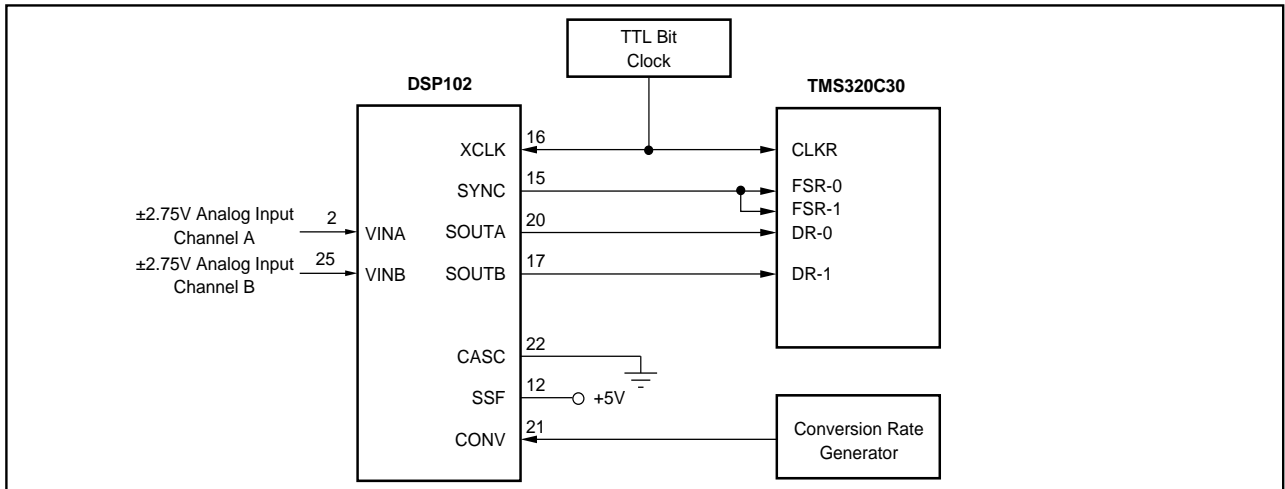 TTL Bit
Clock
DSP102
TMS320C30
XCLK
16
CLKR
SYNC
15
FSR-0
FSR-1
±2.75V Analog Input
Channel A
2
VINA
SOUTA
20
DR-0
±2.75V Analog Input
Channel B
25
VINB
SOUTB
17
DR-1
CASC
22
SSF
12
+5V
CONV
21
Conversion Rate
Generator